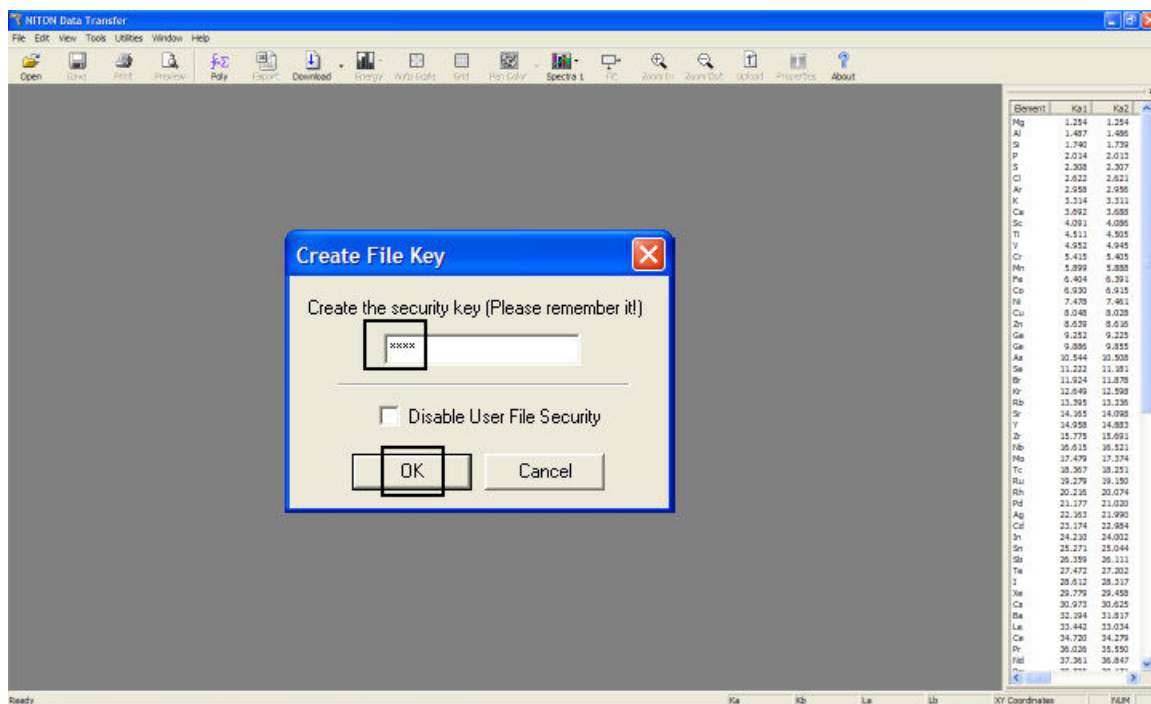 NITON Data Transfer
File Edit View Tools Utilities Window Help
Open Save Print Preview Poly Export Download Energy Auto Scale Grid Pen Color Spectra 1 Fit Zoom In Zoom Out Upload Properties About
Element Ka1 Ka2
Mg 1.254 1.254
Al 1.487 1.486
Si 1.740 1.739
P 2.014 2.013
S 2.308 2.307
Cl 2.622 2.621
Ar 2.958 2.956
K 3.314 3.311
Ca 3.692 3.688
Sc 4.091 4.086
Ti 4.511 4.505
V 4.952 4.945
Cr 5.415 5.405
Mn 5.899 5.888
Fe 6.404 6.391
Co 6.930 6.915
Ni 7.478 7.461
Cu 8.048 8.028
Zn 8.639 8.616
Ga 9.252 9.225
Ge 9.886 9.855
As 10.544 10.508
Se 11.222 11.181
Br 11.924 11.878
Kr 12.649 12.598
Rb 13.395 13.336
Sr 14.165 14.098
Y 14.958 14.883
Zr 15.775 15.691
Nb 16.615 16.521
Mo 17.479 17.374
Tc 18.367 18.251
Ru 19.279 19.150
Rh 20.216 20.074
Pd 21.177 21.020
Ag 22.163 21.990
Cd 23.174 22.984
In 24.210 24.002
Sn 25.271 25.044
Sb 26.359 26.111
Te 27.472 27.202
I 28.612 28.317
Xe 29.779 29.458
Cs 30.973 30.625
Ba 32.194 31.817
La 33.442 33.034
Ce 34.720 34.279
Pr 36.026 35.550
Nd 37.361 36.847
Create File Key
Create the security key (Please remember it!)
xxxx
Disable User File Security
OK Cancel
Ready Ka Kb La Lb XY Coordinates NUM